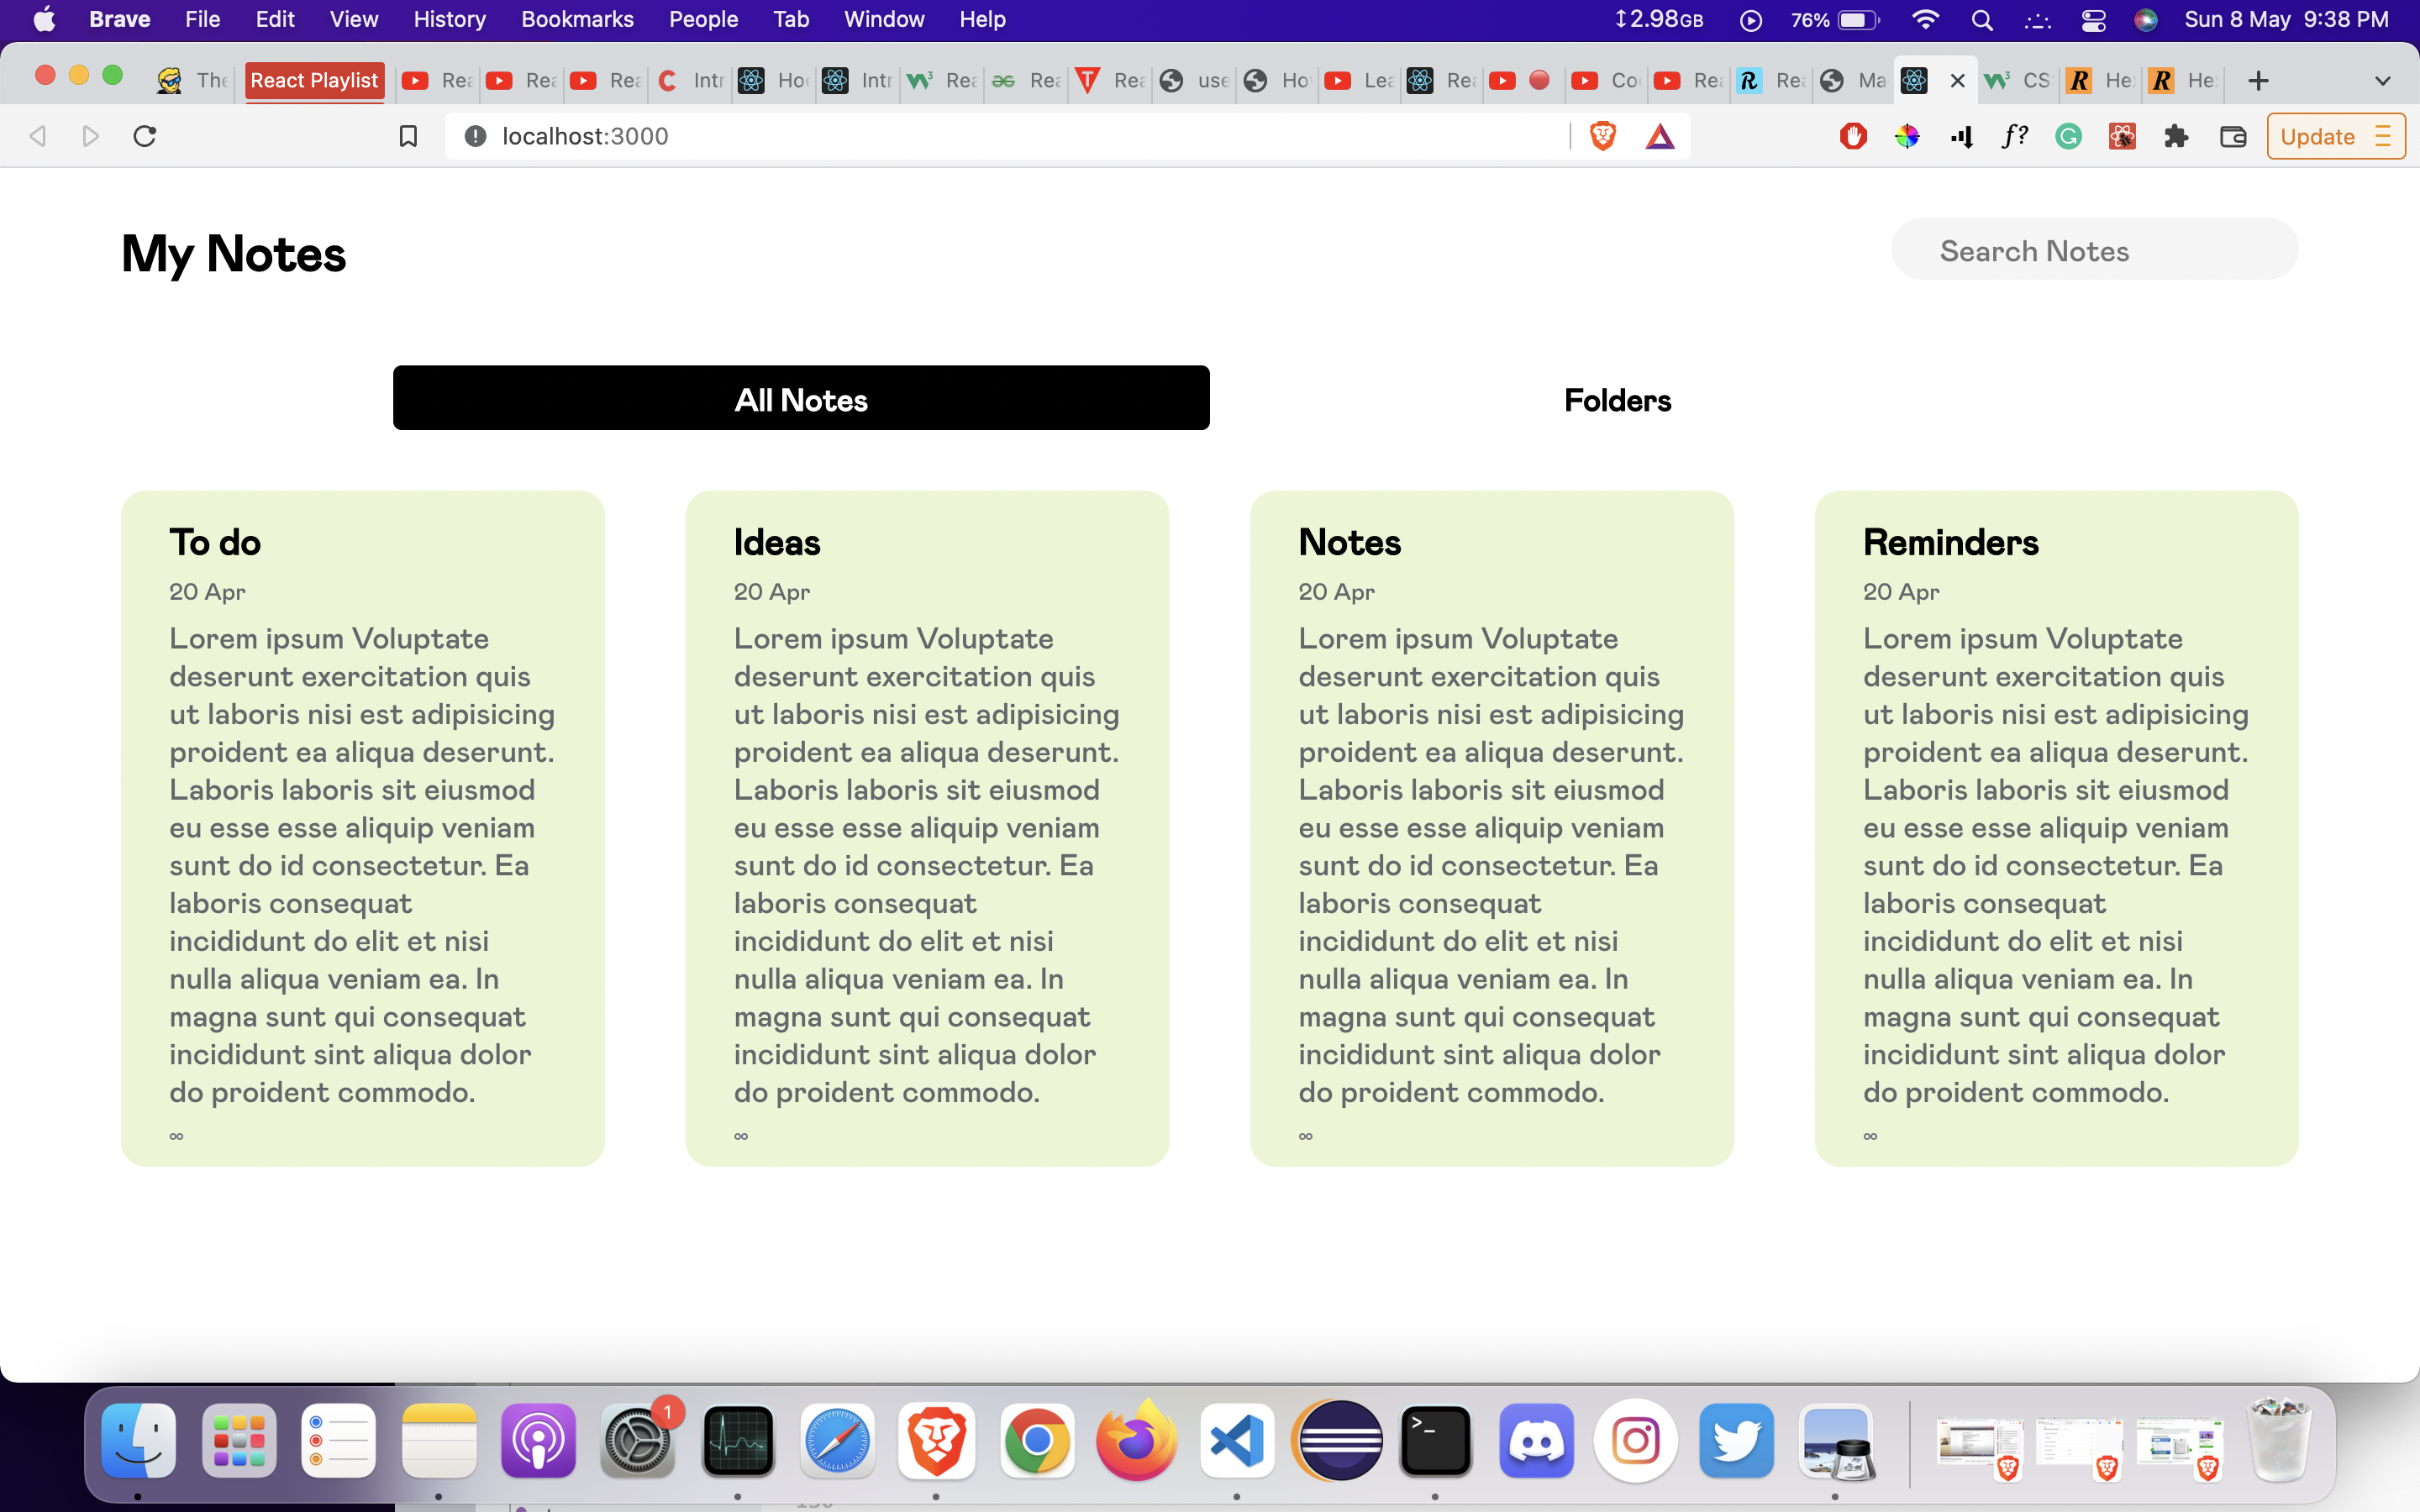 Brave File Edit View History Bookmarks People Tab Window Help 2.98GB 76% Sun 8 May 9:38 PM
The React Playlist Rea Rea Rea Intr Hoo Intr Rea Rea Rea use Ho Lea Rea Co Rea Rea Ma CS He He
localhost:3000 f? Update
My Notes
Search Notes
All Notes Folders
To do
20 Apr
Lorem ipsum Voluptate
deserunt exercitation quis
ut laboris nisi est adipisicing
proident ea aliqua deserunt.
Laboris laboris sit eiusmod
eu esse esse aliquip veniam
sunt do id consectetur. Ea
laboris consequat
incididunt do elit et nisi
nulla aliqua veniam ea. In
magna sunt qui consequat
incididunt sint aliqua dolor
do proident commodo.
∞
Ideas
20 Apr
Lorem ipsum Voluptate
deserunt exercitation quis
ut laboris nisi est adipisicing
proident ea aliqua deserunt.
Laboris laboris sit eiusmod
eu esse esse aliquip veniam
sunt do id consectetur. Ea
laboris consequat
incididunt do elit et nisi
nulla aliqua veniam ea. In
magna sunt qui consequat
incididunt sint aliqua dolor
do proident commodo.
∞
Notes
20 Apr
Lorem ipsum Voluptate
deserunt exercitation quis
ut laboris nisi est adipisicing
proident ea aliqua deserunt.
Laboris laboris sit eiusmod
eu esse esse aliquip veniam
sunt do id consectetur. Ea
laboris consequat
incididunt do elit et nisi
nulla aliqua veniam ea. In
magna sunt qui consequat
incididunt sint aliqua dolor
do proident commodo.
∞
Reminders
20 Apr
Lorem ipsum Voluptate
deserunt exercitation quis
ut laboris nisi est adipisicing
proident ea aliqua deserunt.
Laboris laboris sit eiusmod
eu esse esse aliquip veniam
sunt do id consectetur. Ea
laboris consequat
incididunt do elit et nisi
nulla aliqua veniam ea. In
magna sunt qui consequat
incididunt sint aliqua dolor
do proident commodo.
∞
1